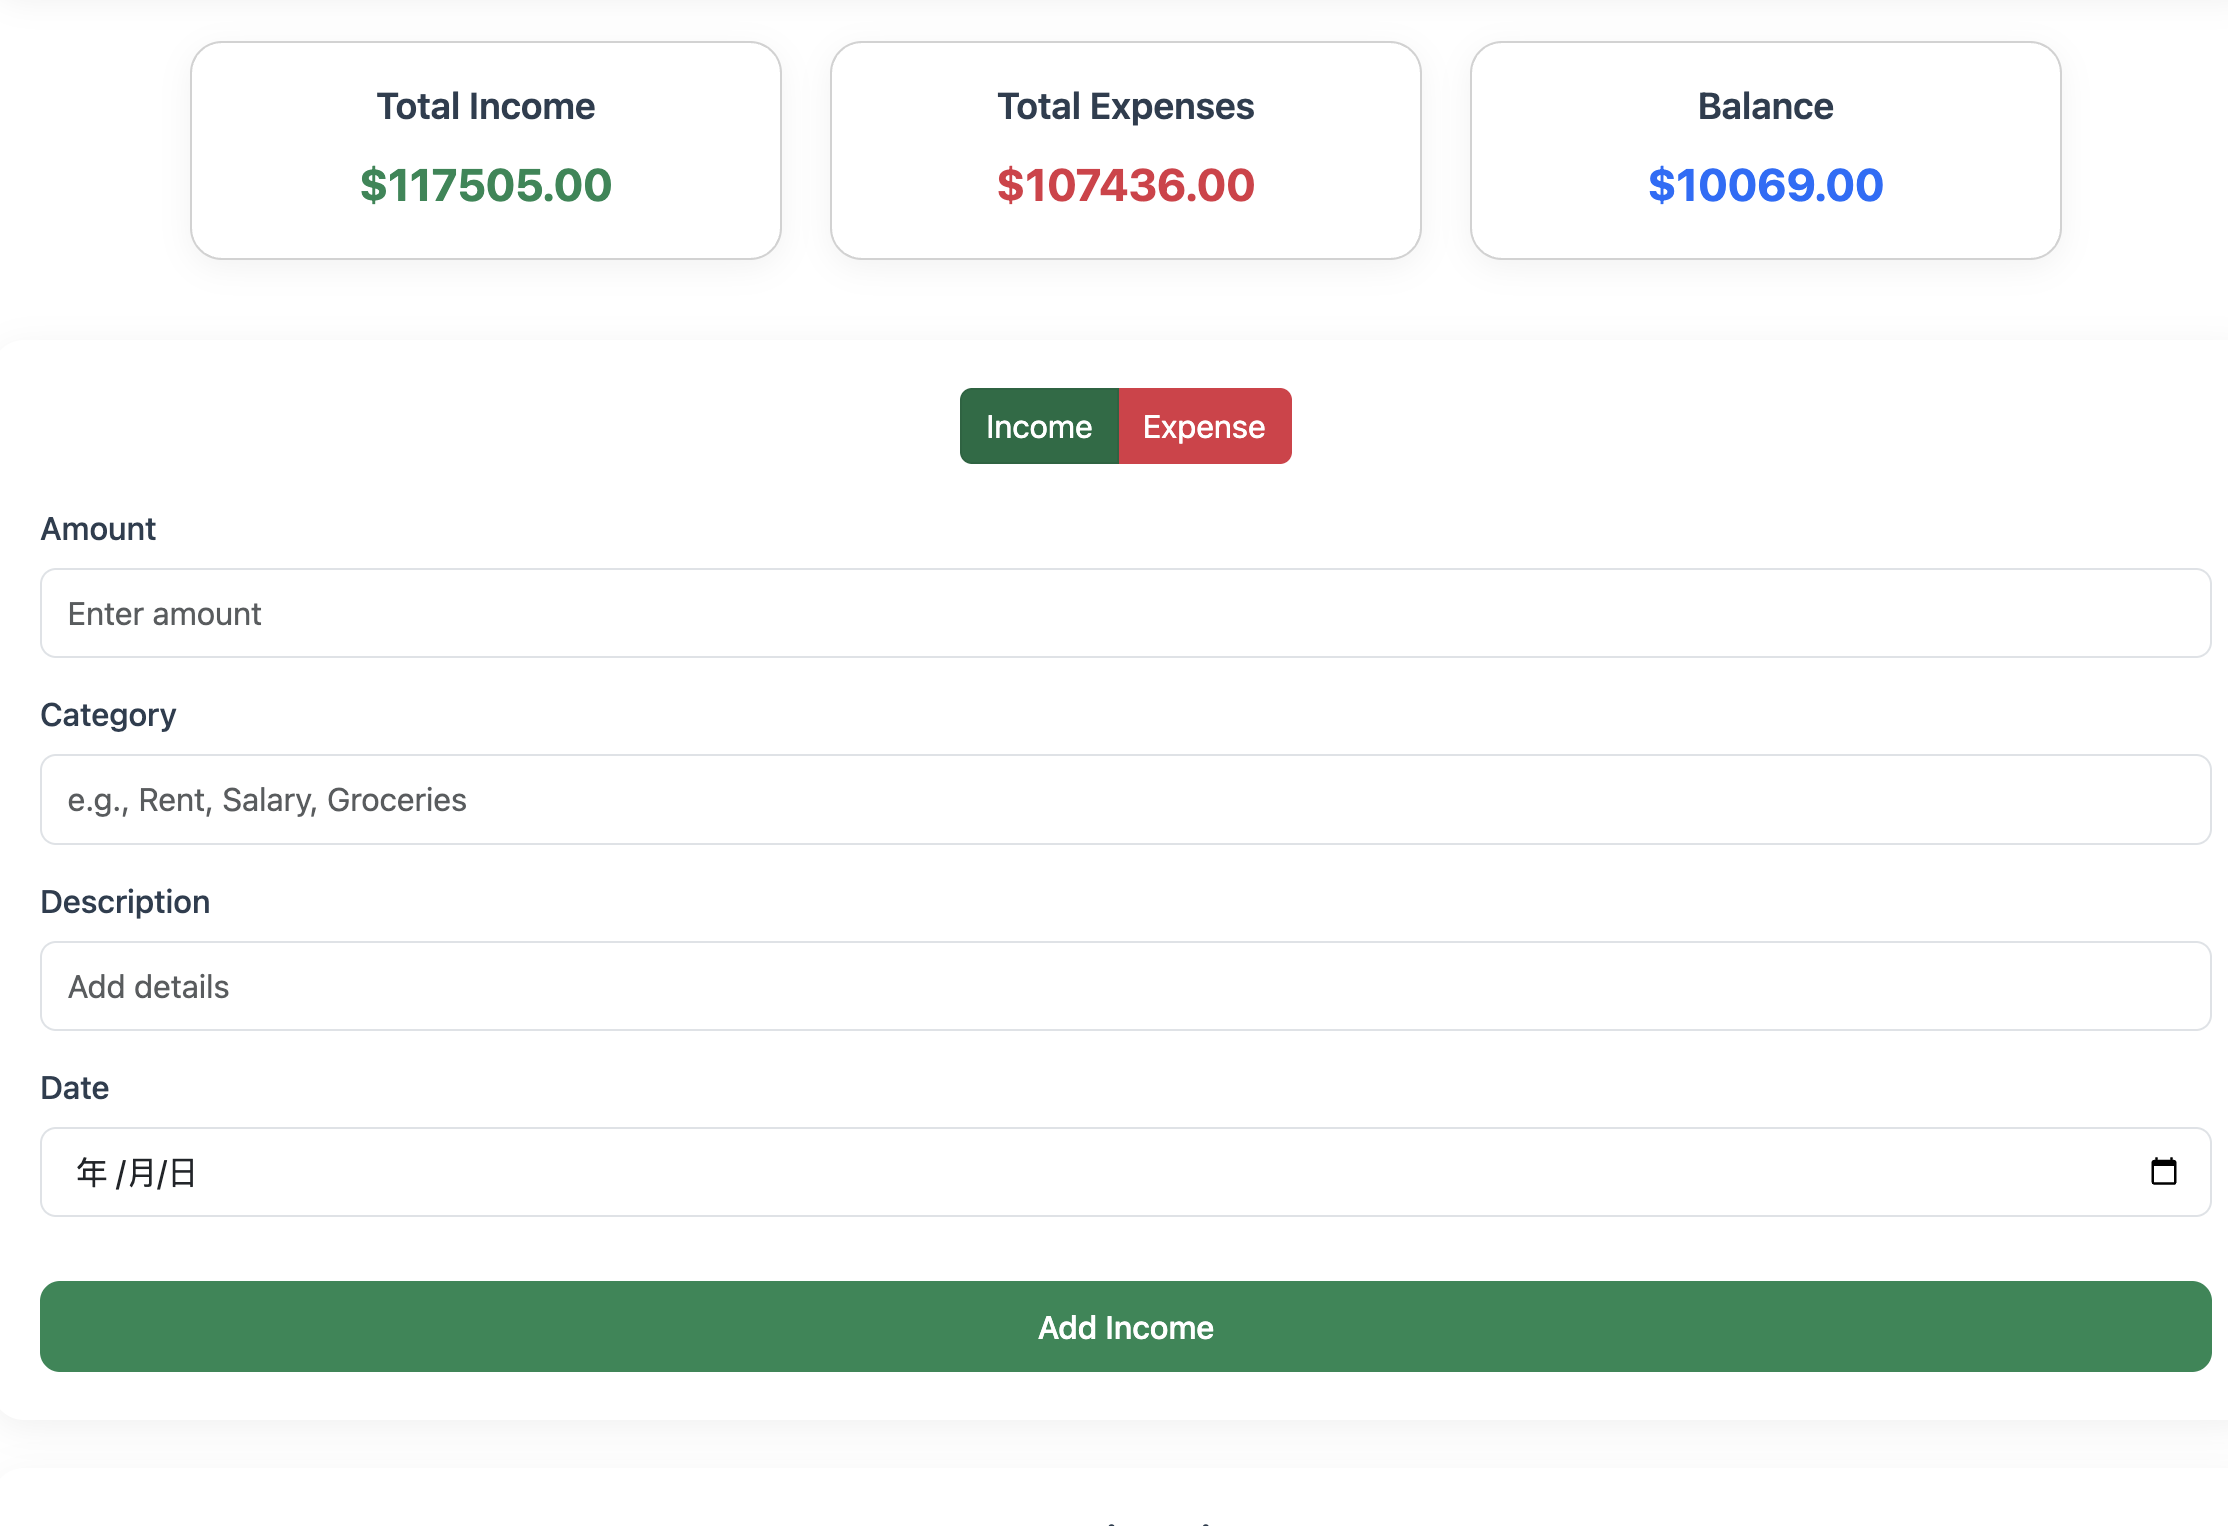 Total Income
$117505.00
Total Expenses
$107436.00
Balance
$10069.00
Income
Expense
Amount
Enter amount
Category
e.g., Rent, Salary, Groceries
Description
Add details
Date
年 /月/日
Add Income